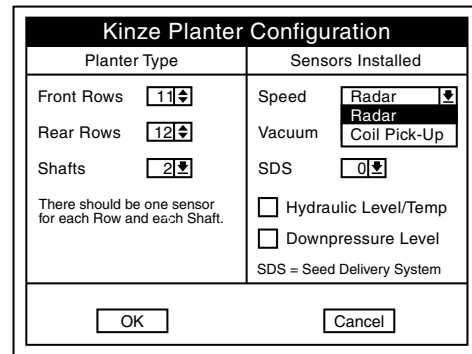 Kinze Planter Configuration
Planter Type
Front Rows 11
Rear Rows 12
Shafts 2
There should be one sensor
for each Row and each Shaft.
Sensors Installed
Speed Radar
Radar
Coil Pick-Up
Vacuum
SDS 0
Hydraulic Level/Temp
Downpressure Level
SDS = Seed Delivery System
OK
Cancel